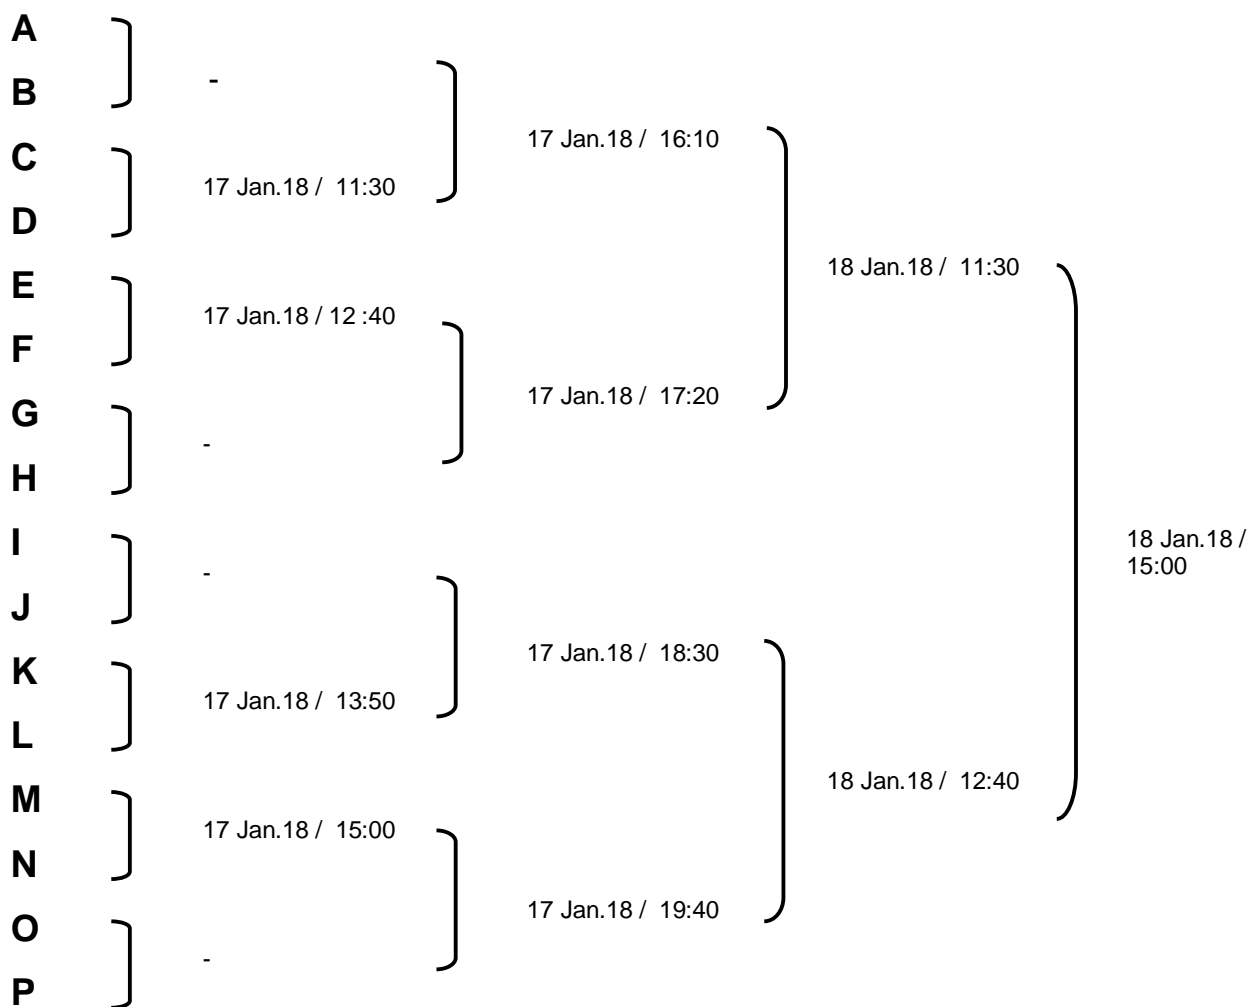 A
B
-
C
D
17 Jan.18 / 11:30
17 Jan.18 / 16:10
E
F
17 Jan.18 / 12 :40
G
H
-
17 Jan.18 / 17:20
18 Jan.18 / 11:30
I
J
-
K
L
17 Jan.18 / 13:50
17 Jan.18 / 18:30
M
N
17 Jan.18 / 15:00
O
P
-
17 Jan.18 / 19:40
18 Jan.18 / 12:40
18 Jan.18 /
15:00